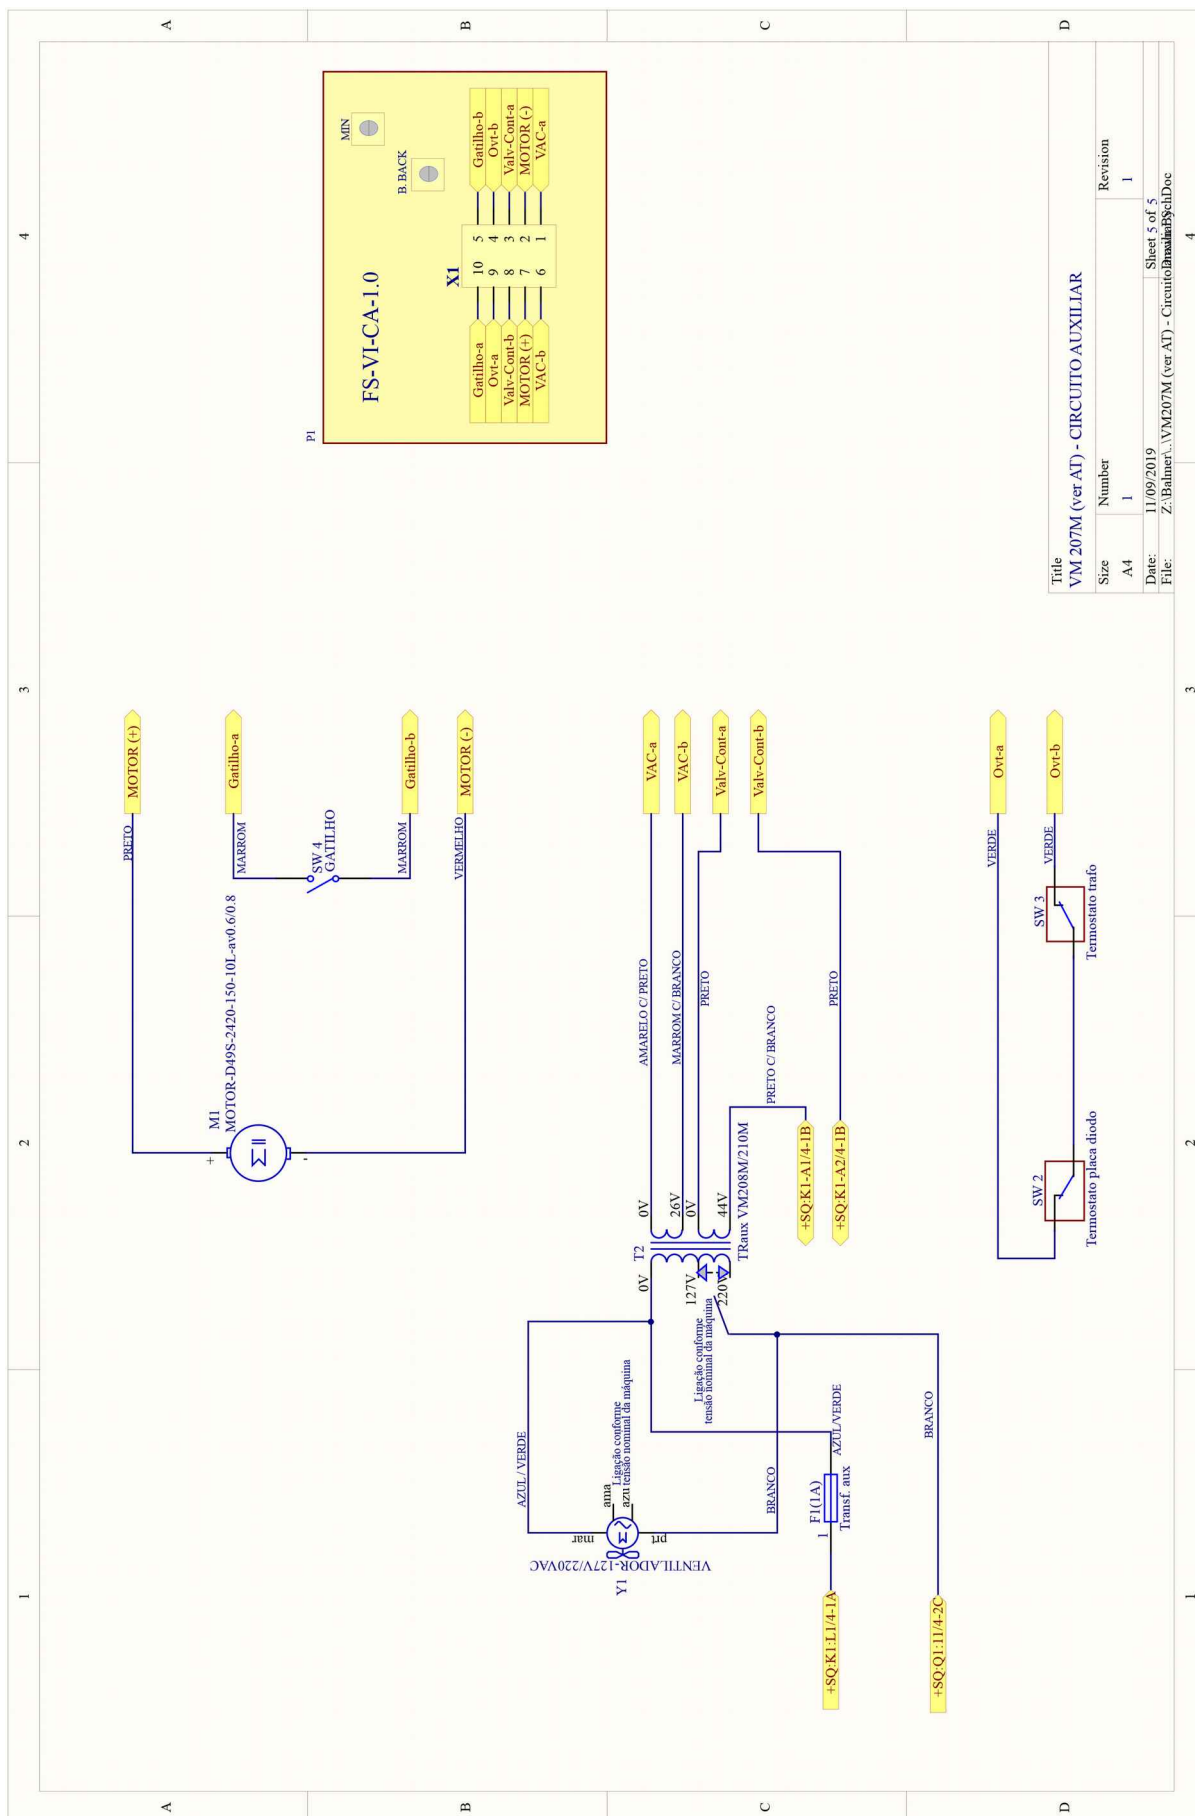 1
2
3
4
A
B
C
D
PRETO
MOTOR (+)
M1
MOTOR-D49S-2420-150-10L-av0.6/0.8
+
-
MARROM
Gatilho-a
SW 4
GATILHO
MARROM
Gatilho-b
VERMELHO
MOTOR (-)
P1
FS-VI-CA-1.0
MIN
B. BACK
X1
Gatilho-a 10 5 Gatilho-b
Ovt-a 9 4 Ovt-b
Valv-Cont-b 8 3 Valv-Cont-a
MOTOR (+) 7 2 MOTOR (-)
VAC-b 6 1 VAC-a
AZUL / VERDE
mar
ama
azu
prt
Ligação conforme
tensão nominal da máquina
VENTILADOR-127V/220VAC
Y1
T2
0V
127V
220V
0V
26V
0V
44V
TRaux VM208M/210M
Ligação conforme
tensão nominal da máquina
AMARELO C/ PRETO
VAC-a
MARROM C/ BRANCO
VAC-b
PRETO
Valv-Cont-a
Valv-Cont-b
PRETO C/ BRANCO
PRETO
+SQ:K1-A1/4-1B
+SQ:K1-A2/4-1B
BRANCO
1
F1(1A)
Transf. aux
AZUL/VERDE
+SQ:K1:L1/4-1A
BRANCO
+SQ:Q1:11/4-2C
VERDE
Ovt-a
VERDE
Ovt-b
SW 2
Termostato placa diodo
SW 3
Termostato trafo
Title
VM 207M (ver AT) - CIRCUITO AUXILIAR
Size
Number
Revision
A4
1
1
Date:
11/09/2019
Sheet 5 of 5
File:
Z:\Balmer\..\VM207M (ver AT) -
1
2
3
4
A
B
C
D